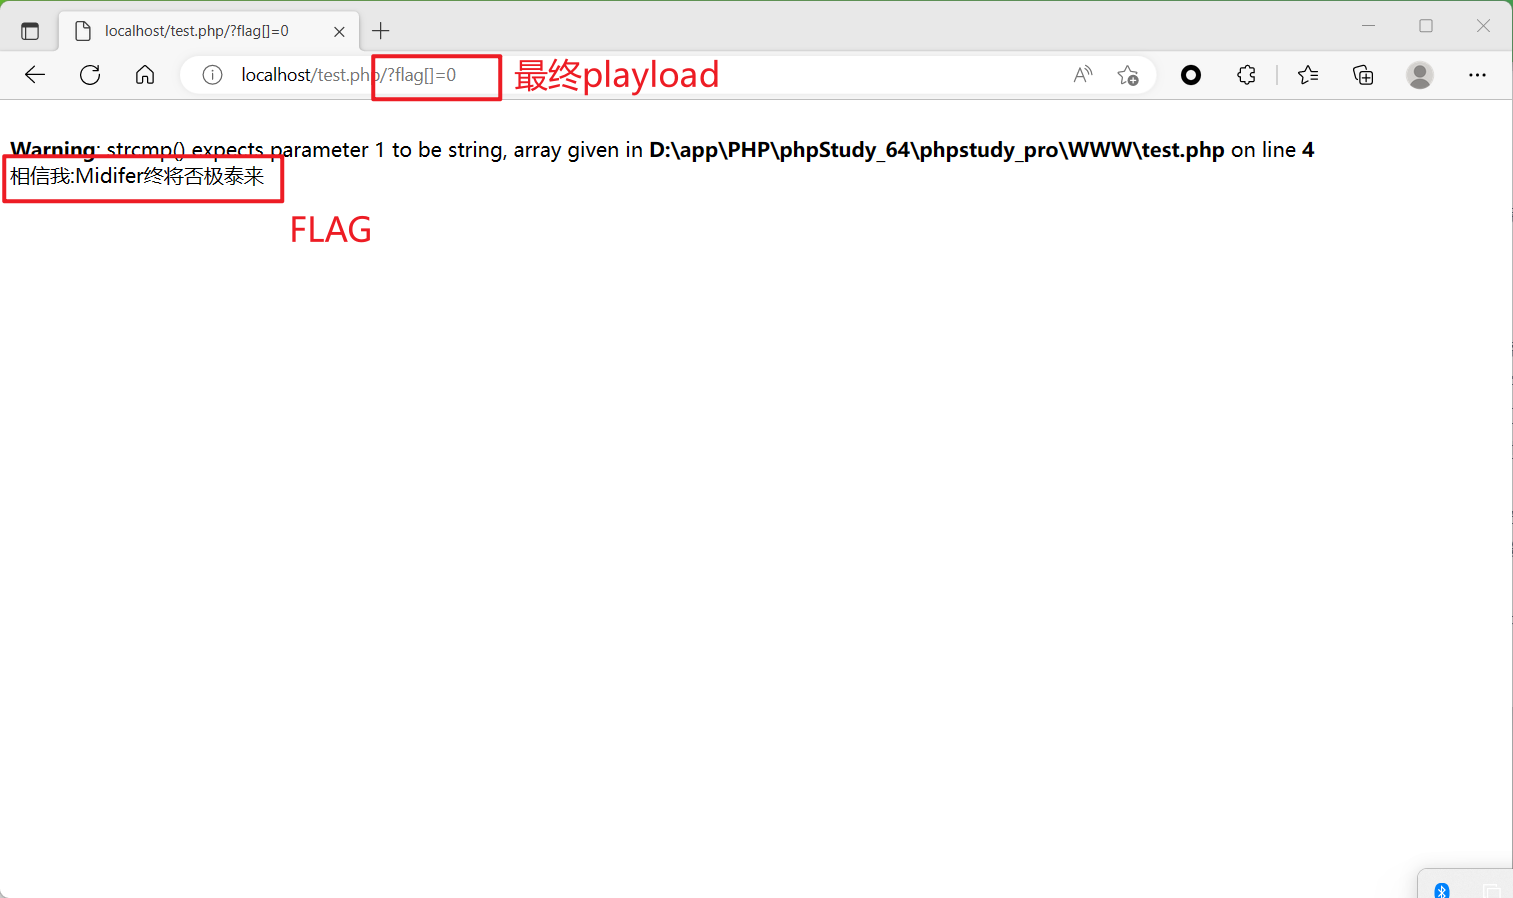 localhost/test.php/?flag[]=0
localhost/test.php/?flag[]=0
最终playload
Warning: strcmp() expects parameter 1 to be string, array given in D:\app\PHP\phpStudy_64\phpstudy_pro\WWW\test.php on line 4
相信我:Midifer终将否极泰来
FLAG